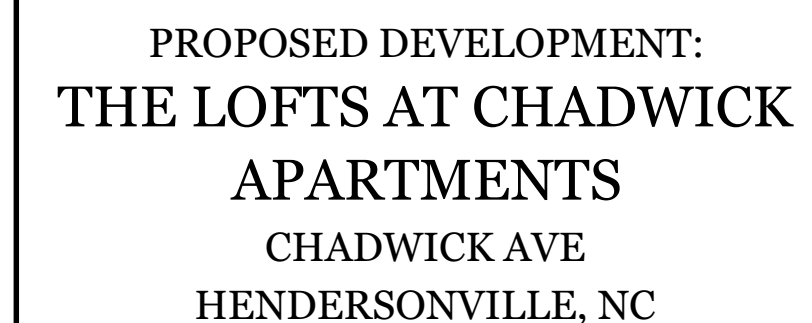 PROPOSED DEVELOPMENT:
THE LOFTS AT CHADWICK
APARTMENTS
CHADWICK AVE
HENDERSONVILLE, NC